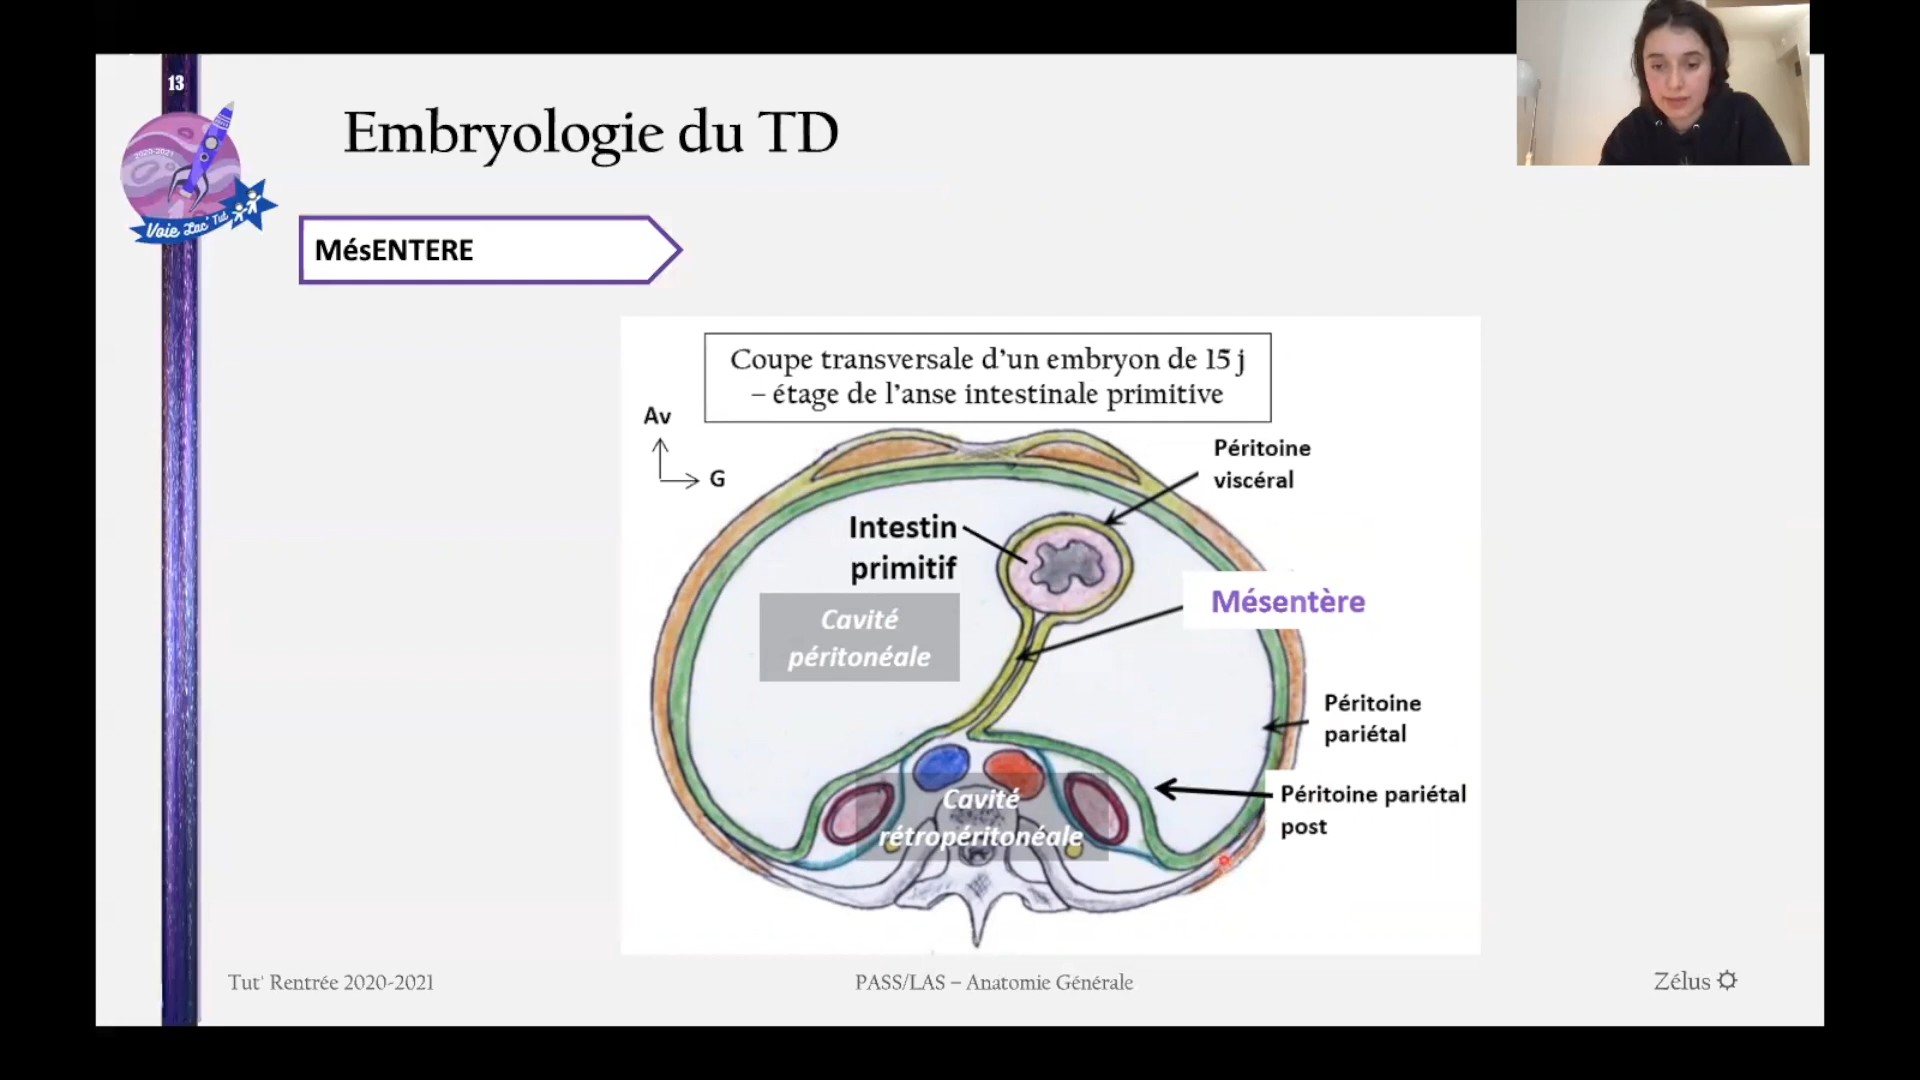 13
Embryologie du TD
2020-2021
Voie Lac' Tut
MésENTERE
Coupe transversale d'un embryon de 15 j
– étage de l'anse intestinale primitive
Av
G
Péritoine
viscéral
Intestin
primitif
Cavité
péritonéale
Mésentère
Péritoine
pariétal
Péritoine pariétal
post
Cavité
rétropéritonéale
Tut' Rentrée 2020-2021
PASS/LAS – Anatomie Générale
Zélus